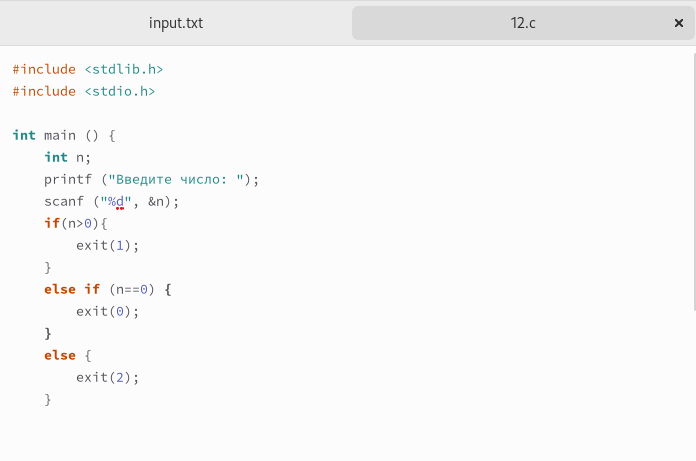 input.txt
12.c ×
#include <stdlib.h>
#include <stdio.h>
int main () {
    int n;
    printf ("Введите число: ");
    scanf ("%d", &n);
    if(n>0){
        exit(1);
    }
    else if (n==0) {
        exit(0);
    }
    else {
        exit(2);
    }